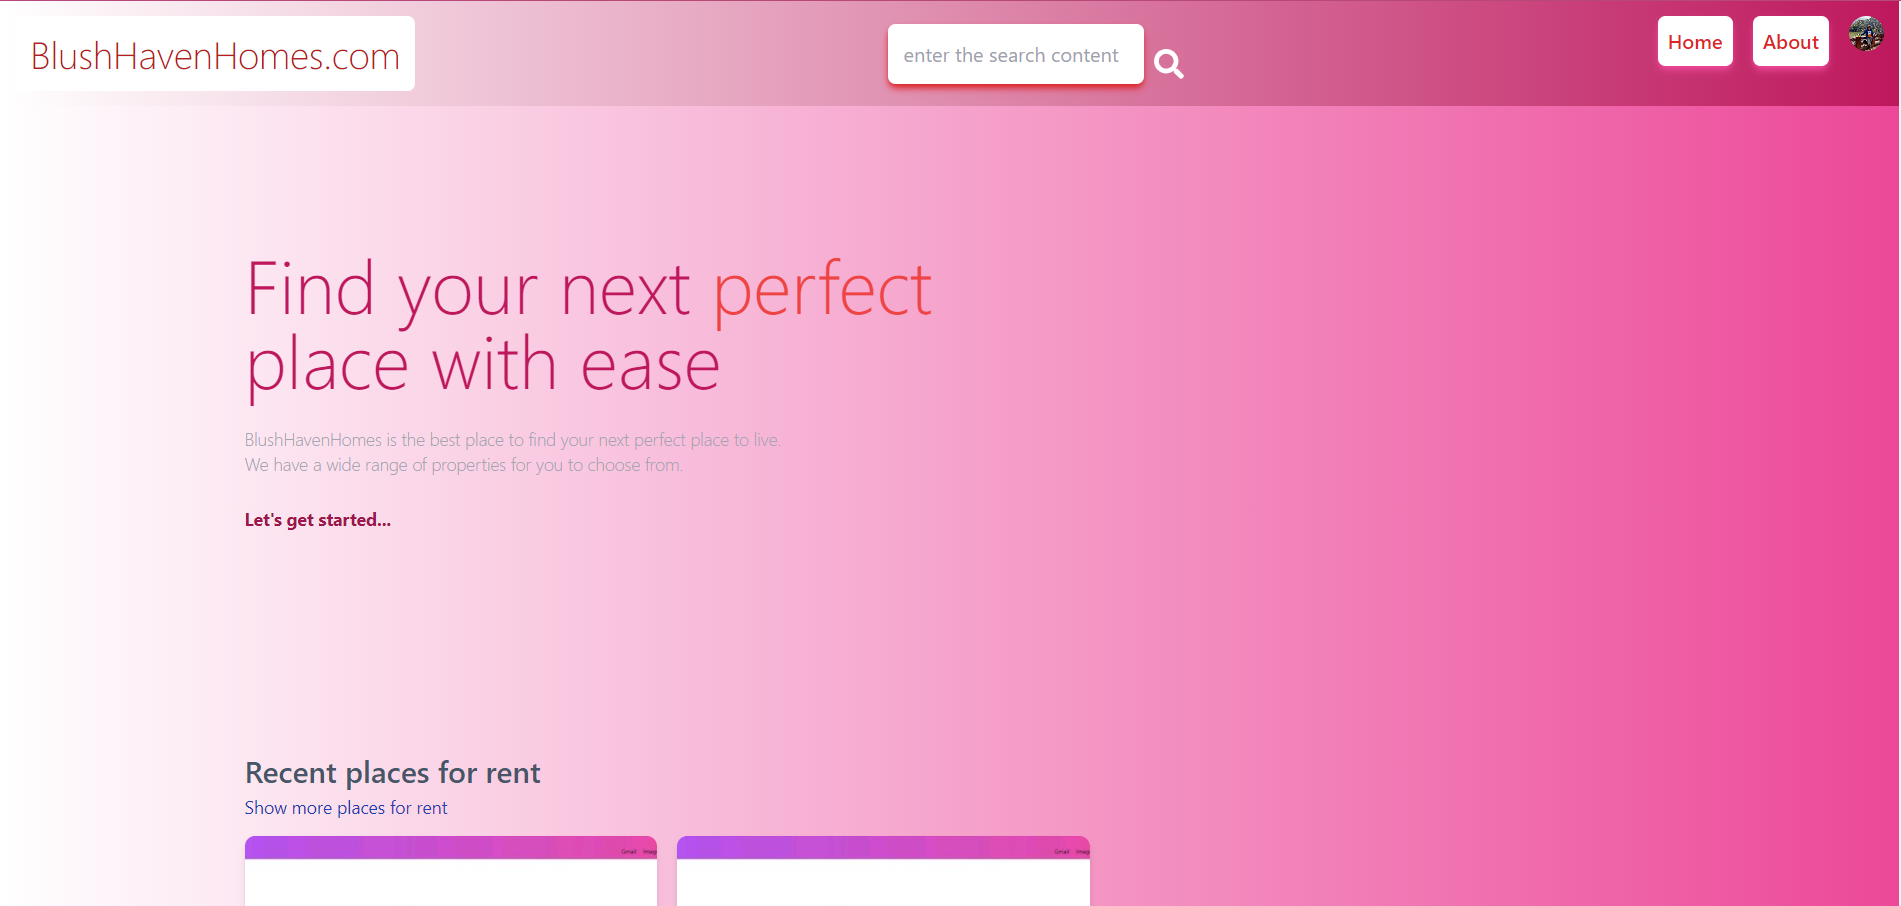 BlushHavenHomes.com
enter the search content
Home
About
Find your next perfect
place with ease
BlushHavenHomes is the best place to find your next perfect place to live.
We have a wide range of properties for you to choose from.
Let's get started...
Recent places for rent
Show more places for rent
Gmail
Gmail